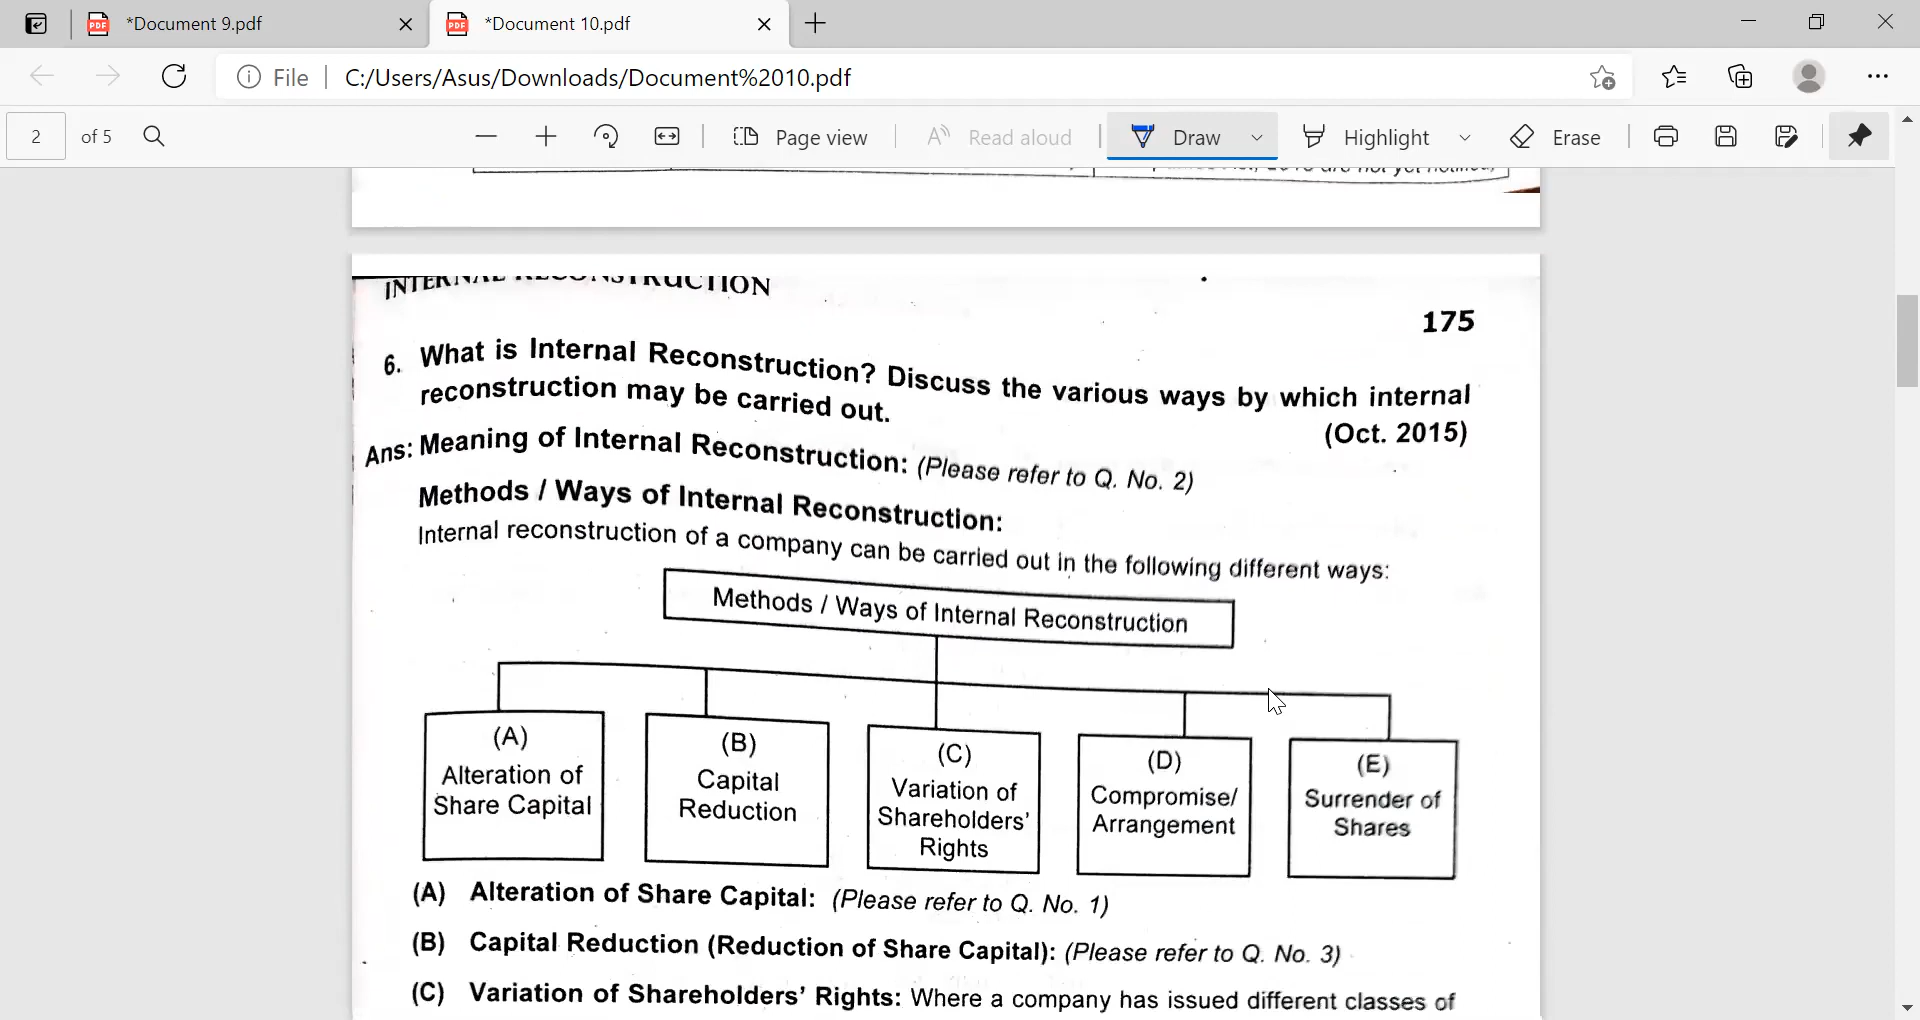 *Document 9.pdf
*Document 10.pdf
File
C:/Users/Asus/Downloads/Document%2010.pdf
2 of 5
Page view
Read aloud
Draw
Highlight
Erase
are not yet notified
INTERNAL RECONSTRUCTION
175
6. What is Internal Reconstruction? Discuss the various ways by which internal
reconstruction may be carried out.
(Oct. 2015)
Ans: Meaning of Internal Reconstruction: (Please refer to Q. No. 2)
Methods / Ways of Internal Reconstruction:
Internal reconstruction of a company can be carried out in the following different ways:
Methods / Ways of Internal Reconstruction
(A)
Alteration of
Share Capital
(B)
Capital
Reduction
(C)
Variation of
Shareholders'
Rights
(D)
Compromise/
Arrangement
(E)
Surrender of
Shares
(A) Alteration of Share Capital: (Please refer to Q. No. 1)
(B) Capital Reduction (Reduction of Share Capital): (Please refer to Q. No. 3)
(C) Variation of Shareholders' Rights: Where a company has issued different classes of